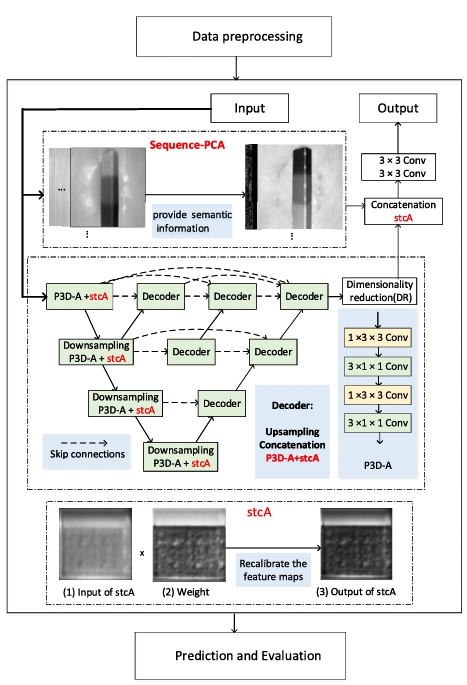 Data preprocessing
Input
Output
Sequence-PCA
...
provide semantic
information
3 × 3 Conv
3 × 3 Conv
Concatenation
stcA
P3D-A +stcA
Decoder
Decoder
Decoder
Dimensionality
reduction(DR)
Downsampling
P3D-A + stcA
Decoder
Decoder
1 ×3 × 3 Conv
3 ×1 × 1 Conv
1 ×3 × 3 Conv
3 ×1 × 1 Conv
P3D-A
Downsampling
P3D-A + stcA
Decoder
Decoder:
Upsampling
Concatenation
P3D-A+stcA
Skip connections
Downsampling
P3D-A + stcA
stcA
x
Recalibrate the
feature maps
(1) Input of stcA
(2) Weight
(3) Output of stcA
Prediction and Evaluation